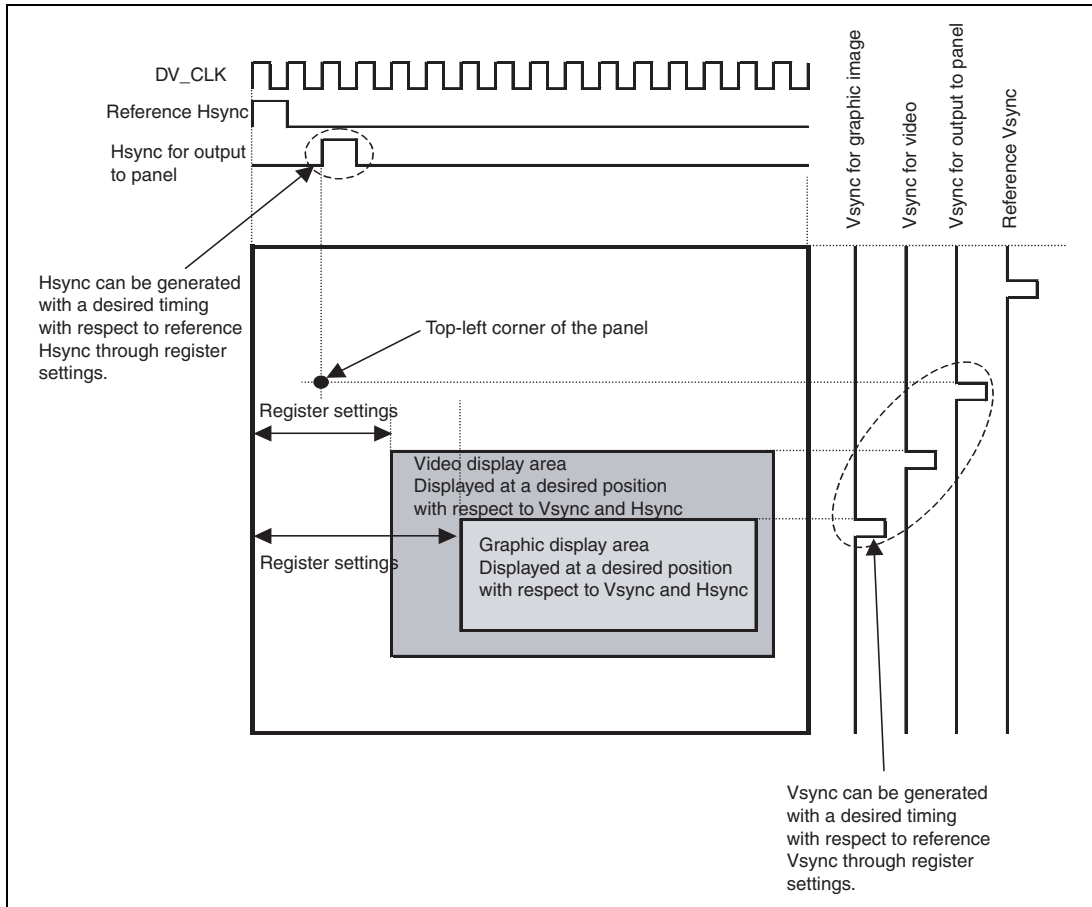 DV_CLK
Reference Hsync
Hsync for output
to panel
Vsync for graphic image
Vsync for video
Vsync for output to panel
Reference Vsync
Hsync can be generated
with a desired timing
with respect to reference
Hsync through register
settings.
Top-left corner of the panel
Register settings
Video display area
Displayed at a desired position
with respect to Vsync and Hsync
Register settings
Graphic display area
Displayed at a desired position
with respect to Vsync and Hsync
Vsync can be generated
with a desired timing
with respect to reference
Vsync through register
settings.